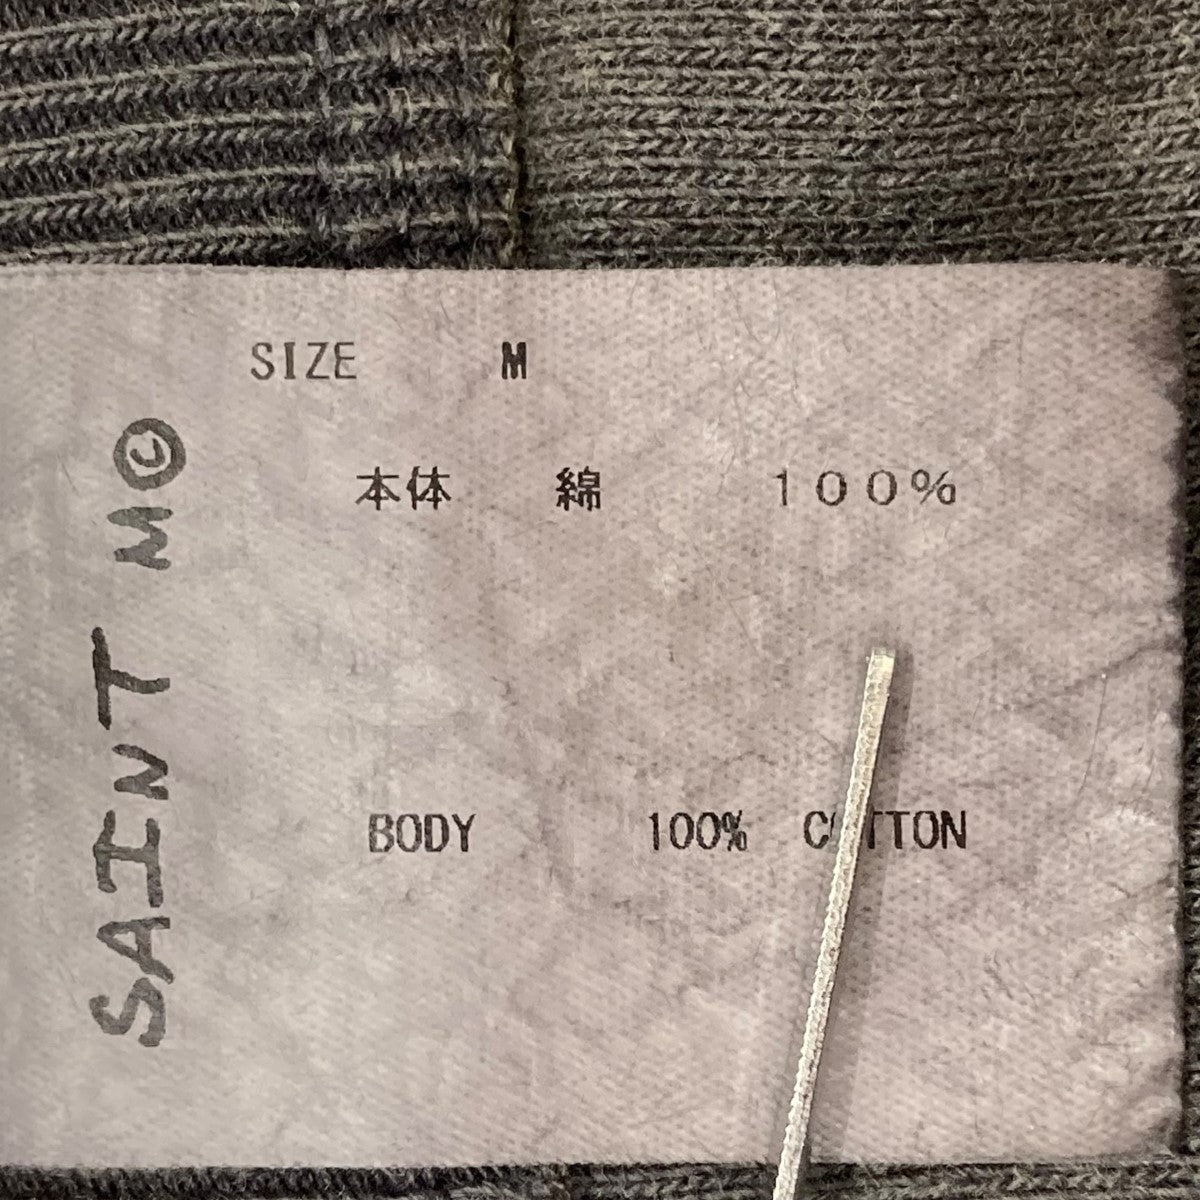 SIZE M
本体 綿 １００％
BODY 100% COTTON
SAINT M©